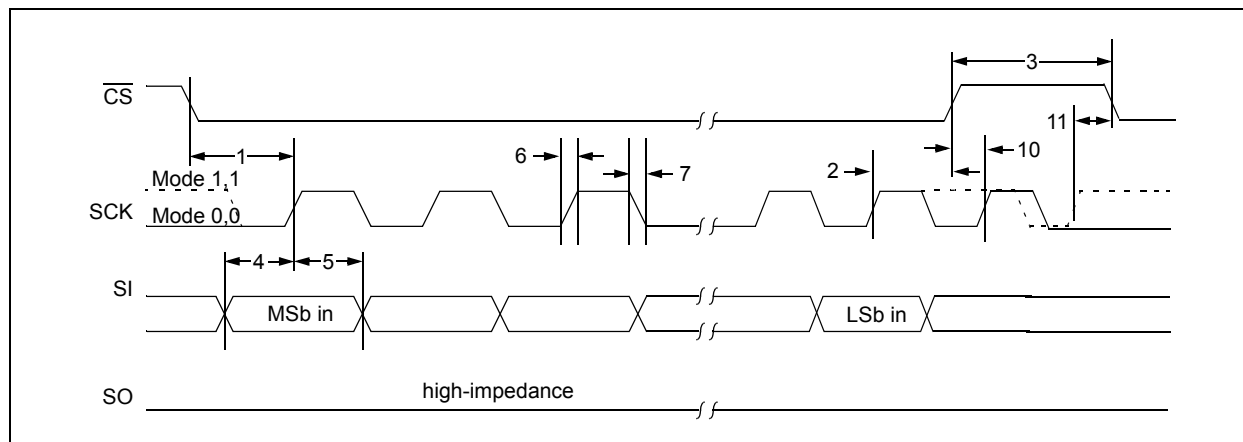 3
CS
11
1
6
7
2
10
Mode 1,1
SCK
Mode 0,0
4
5
SI
MSb in
LSb in
SO
high-impedance